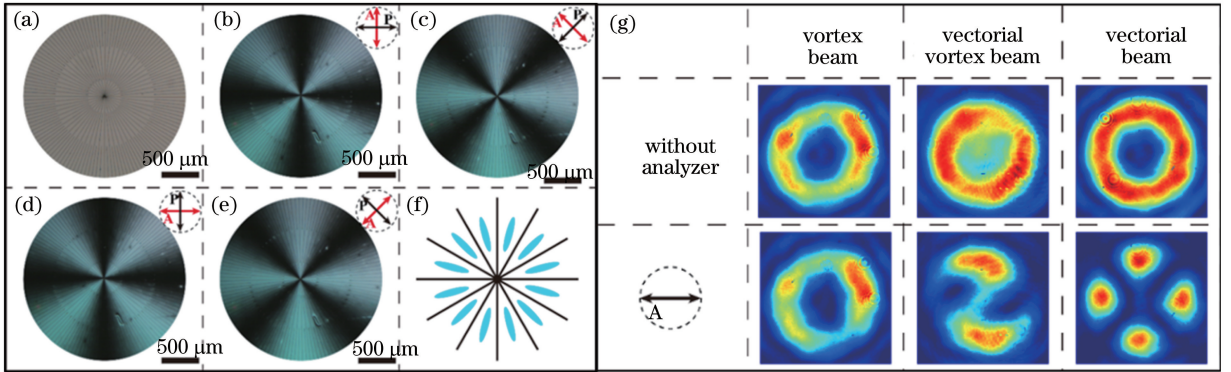 (a)
500 μm
(b)
A
P
500 μm
(c)
A
P
500 μm
(d)
P
A
500 μm
(e)
P
A
500 μm
(f)
(g)
vortex
beam
vectorial
vortex beam
vectorial
beam
without
analyzer
A